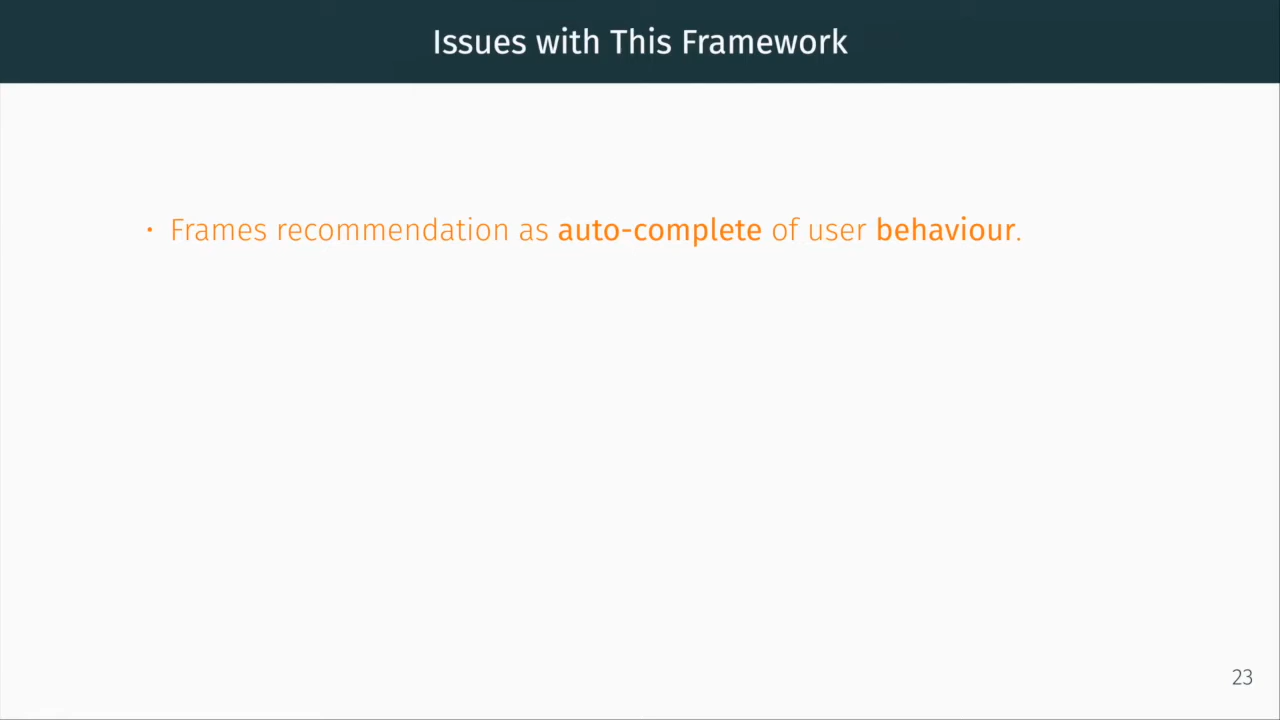 Issues with This Framework
· Frames recommendation as auto-complete of user behaviour.
23